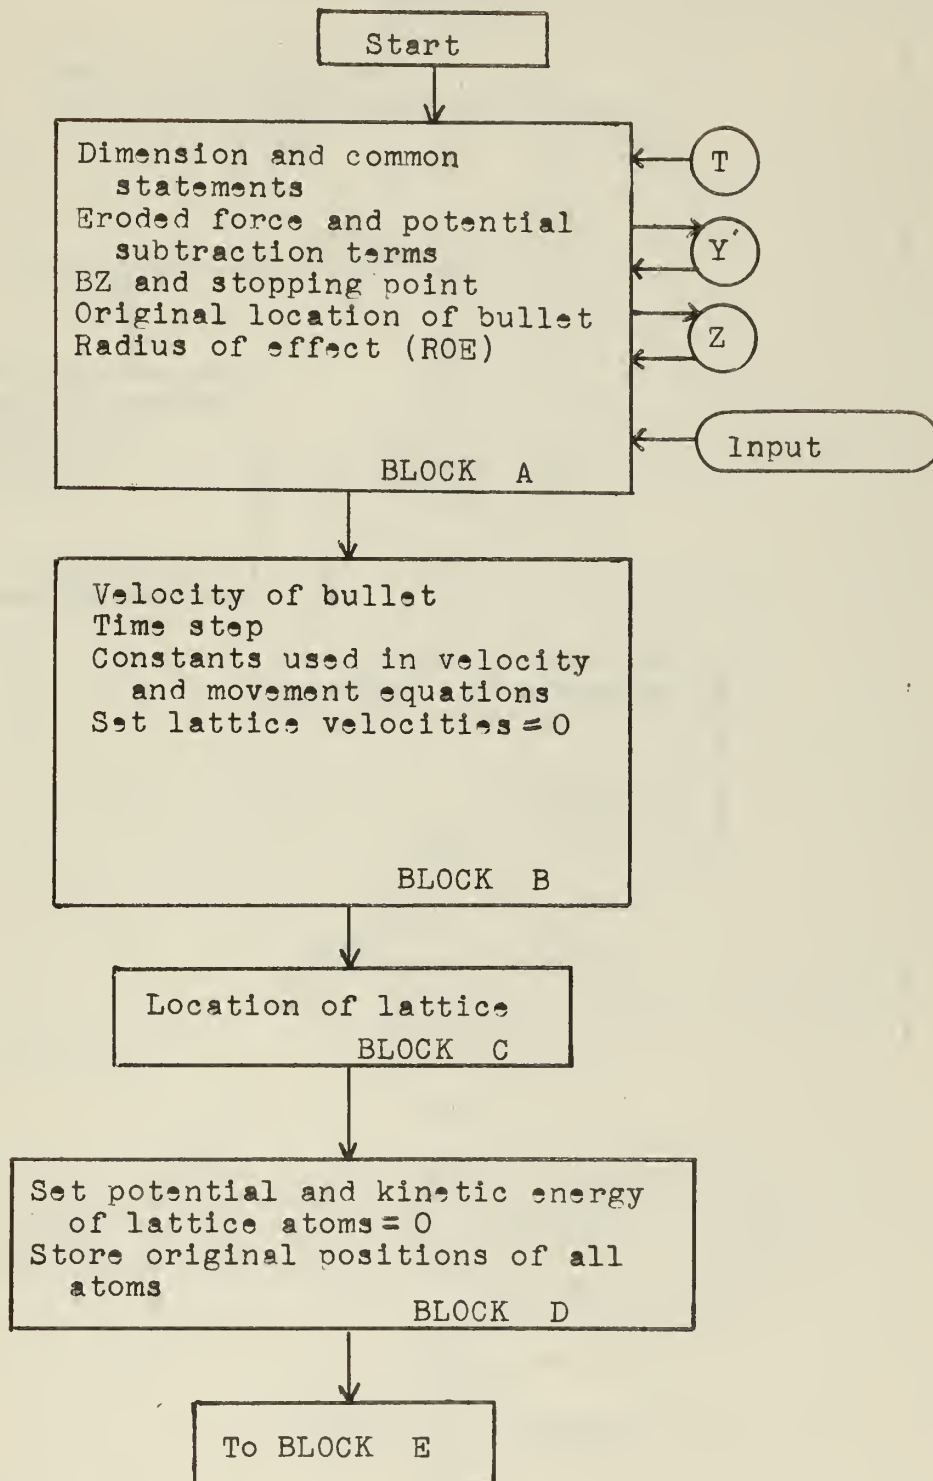 Start
Dimension and common
statements
Eroded force and potential
subtraction terms
BZ and stopping point
Original location of bullet
Radius of effect (ROE)
BLOCK A
T
Y
Z
Input
Velocity of bullet
Time step
Constants used in velocity
and movement equations
Set lattice velocities = 0
BLOCK B
Location of lattice
BLOCK C
Set potential and kinetic energy
of lattice atoms = 0
Store original positions of all
atoms
BLOCK D
To BLOCK E